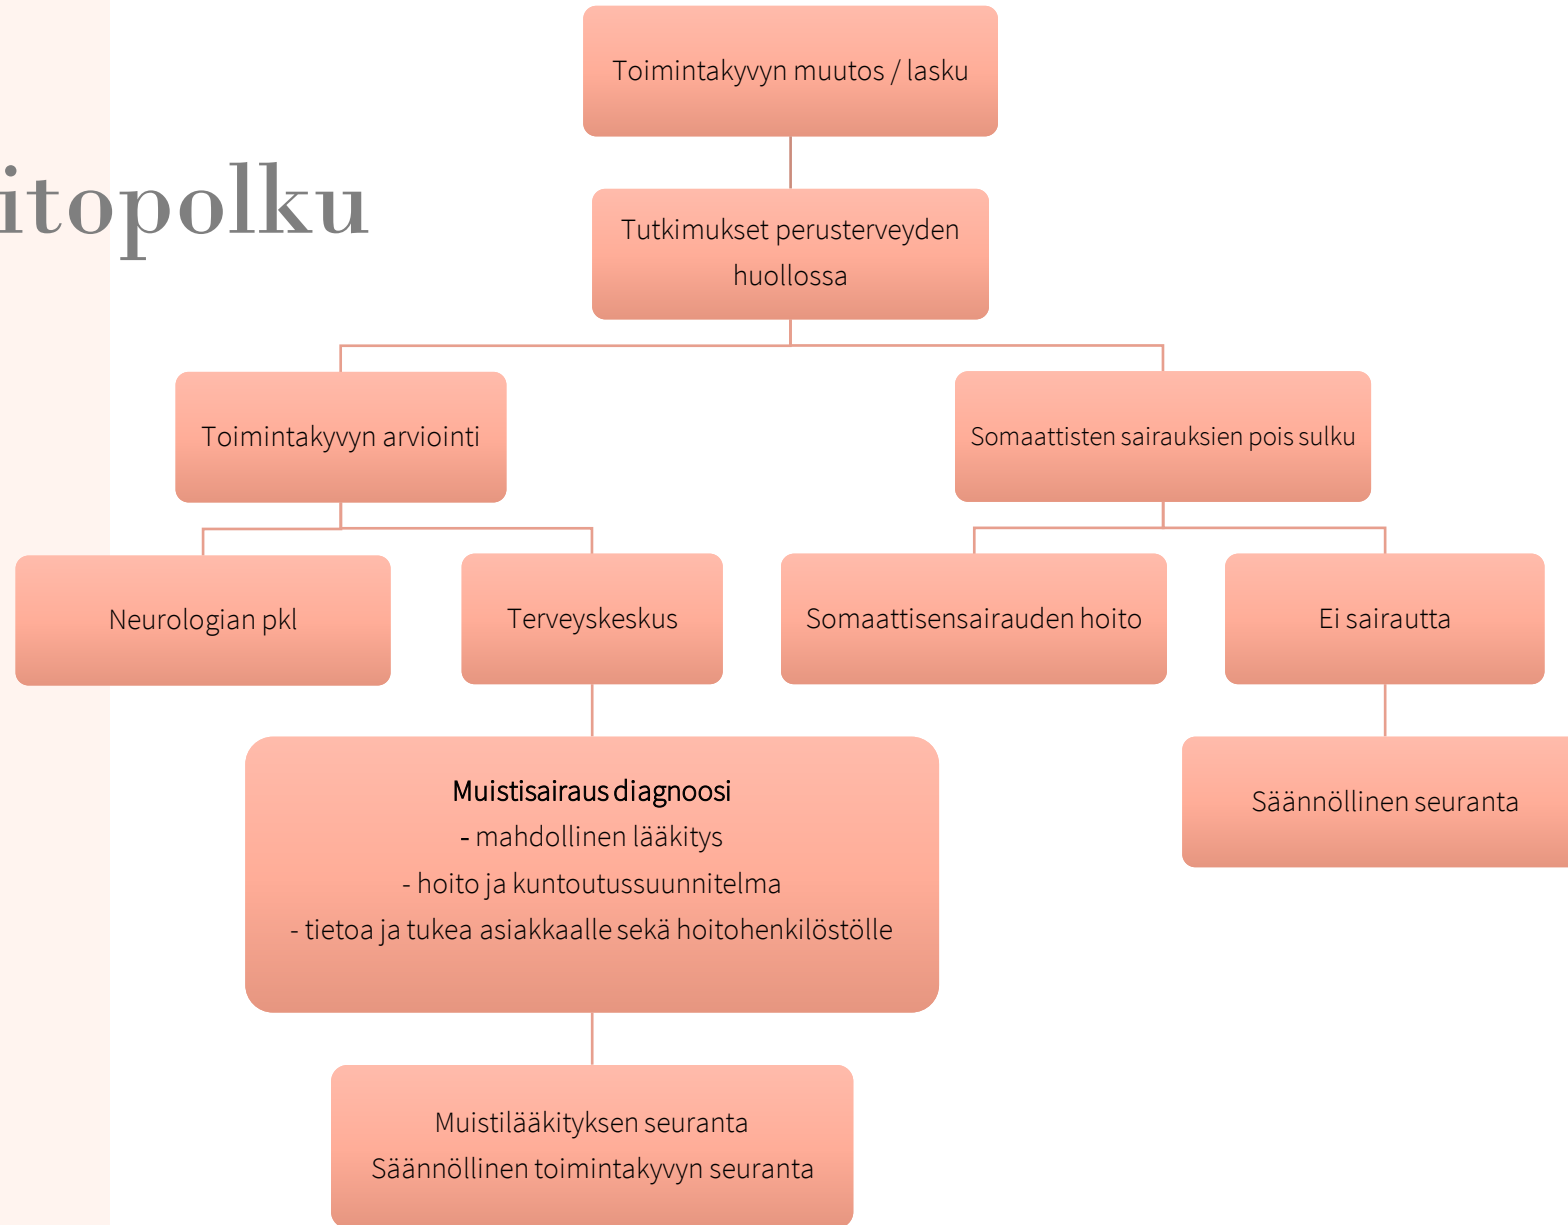 Toimintakyvyn muutos / lasku
itopolku
Tutkimukset perusterveyden
huollossa
Toimintakyvyn arviointi
Somaattisten sairauksien pois sulku
Neurologian pkl
Terveyskeskus
Somaattisensairauden hoito
Ei sairautta
Muistisairaus diagnoosi
- mahdollinen lääkitys
- hoito ja kuntoutussuunnitelma
- tietoa ja tukea asiakkaalle sekä hoitohenkilöstölle
Säännöllinen seuranta
Muistilääkityksen seuranta
Säännöllinen toimintakyvyn seuranta